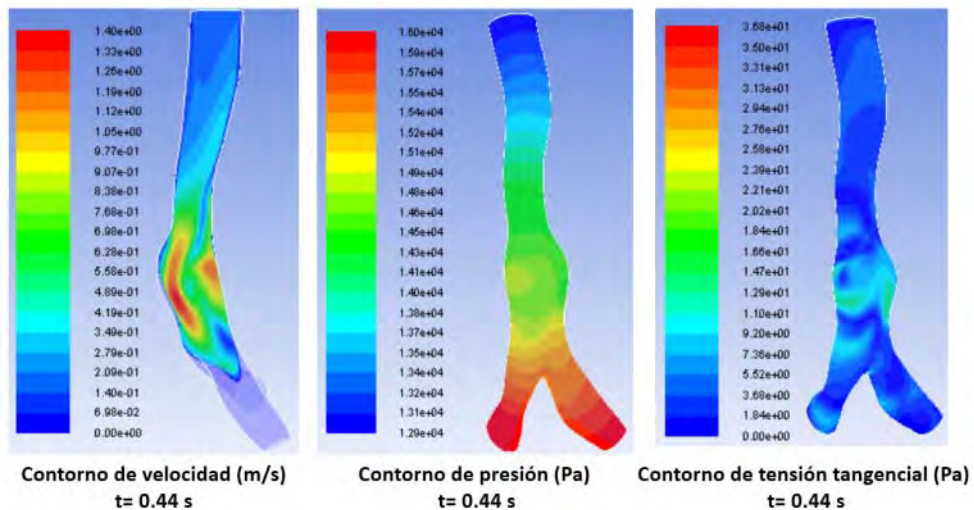 1.40e+00
1.33e+00
1.26e+00
1.19e+00
1.12e+00
1.05e+00
9.77e-01
9.07e-01
8.38e-01
7.68e-01
6.98e-01
6.28e-01
5.58e-01
4.89e-01
4.19e-01
3.49e-01
2.79e-01
2.09e-01
1.40e-01
6.98e-02
0.00e+00
Contorno de velocidad (m/s)
t= 0.44 s
1.60e+04
1.59e+04
1.57e+04
1.55e+04
1.54e+04
1.52e+04
1.51e+04
1.49e+04
1.48e+04
1.46e+04
1.45e+04
1.43e+04
1.41e+04
1.40e+04
1.38e+04
1.37e+04
1.35e+04
1.34e+04
1.32e+04
1.31e+04
1.29e+04
Contorno de presión (Pa)
t= 0.44 s
3.68e+01
3.50e+01
3.31e+01
3.13e+01
2.94e+01
2.76e+01
2.58e+01
2.39e+01
2.21e+01
2.02e+01
1.84e+01
1.66e+01
1.47e+01
1.29e+01
1.10e+01
9.20e+00
7.36e+00
5.52e+00
3.68e+00
1.84e+00
0.00e+00
Contorno de tensión tangencial (Pa)
t= 0.44 s